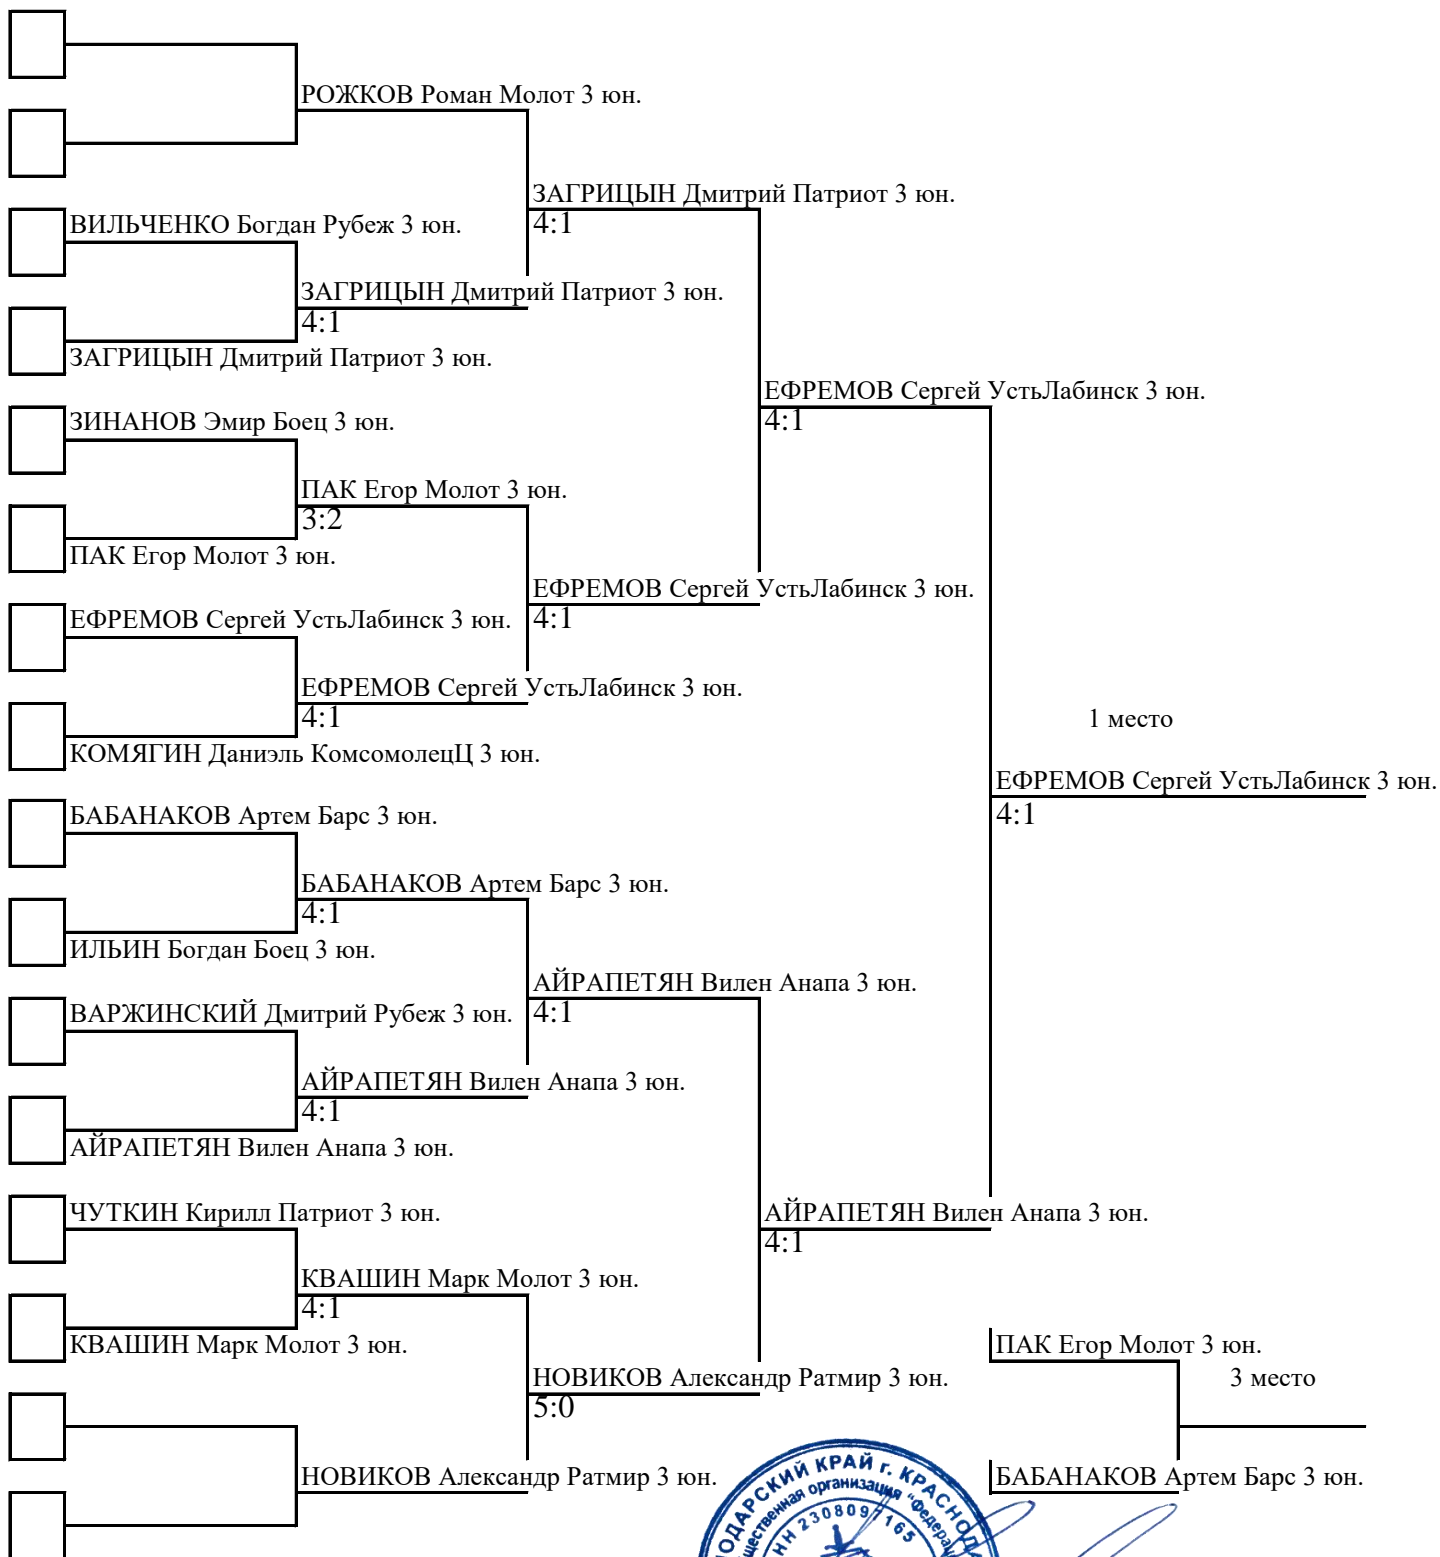 РОЖКОВ Роман Молот 3 юн.
ЗАГРИЦЫН Дмитрий Патриот 3 юн.
4:1
ВИЛЬЧЕНКО Богдан Рубеж 3 юн.
ЗАГРИЦЫН Дмитрий Патриот 3 юн.
4:1
ЗАГРИЦЫН Дмитрий Патриот 3 юн.
ЕФРЕМОВ Сергей УстьЛабинск 3 юн.
4:1
ЗИНАНОВ Эмир Боец 3 юн.
ПАК Егор Молот 3 юн.
3:2
ПАК Егор Молот 3 юн.
ЕФРЕМОВ Сергей УстьЛабинск 3 юн.
4:1
ЕФРЕМОВ Сергей УстьЛабинск 3 юн.
ЕФРЕМОВ Сергей УстьЛабинск 3 юн.
4:1
1 место
КОМЯГИН Даниэль КомсомолецЦ 3 юн.
ЕФРЕМОВ Сергей УстьЛабинск 3 юн.
4:1
БАБАНАКОВ Артем Барс 3 юн.
БАБАНАКОВ Артем Барс 3 юн.
4:1
ИЛЬИН Богдан Боец 3 юн.
АЙРАПЕТЯН Вилен Анапа 3 юн.
4:1
ВАРЖИНСКИЙ Дмитрий Рубеж 3 юн.
АЙРАПЕТЯН Вилен Анапа 3 юн.
4:1
АЙРАПЕТЯН Вилен Анапа 3 юн.
ЧУТКИН Кирилл Патриот 3 юн.
АЙРАПЕТЯН Вилен Анапа 3 юн.
4:1
КВАШИН Марк Молот 3 юн.
4:1
КВАШИН Марк Молот 3 юн.
ПАК Егор Молот 3 юн.
НОВИКОВ Александр Ратмир 3 юн.
5:0
3 место
НОВИКОВ Александр Ратмир 3 юн.
БАБАНАКОВ Артем Барс 3 юн.
КРАЙ г.
организация
2308097165